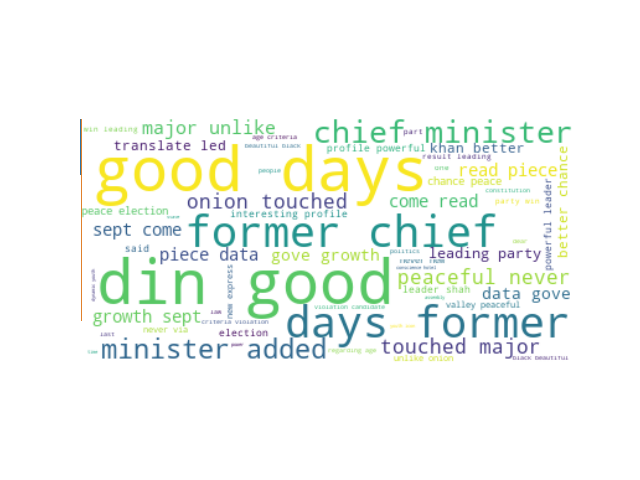 win leading major unlike
age criteria
chief minister
part
translate led
beautiful black
profile powerful
khan better
result leading
good days
people
one
read piece
chance peace
constitution
better chance
powerful leader
onion touched
come read
party win
peace election
interesting profile
sept come
former chief
said
piece data
gove growth
politics
leading party
din good
new express
peaceful never
leader shah
data gove
assembly
violation candidate
valley peaceful
growth sept
criteria violation
days former
never via
election
last
minister added
regarding age
touched major
unlike onion
black beautiful